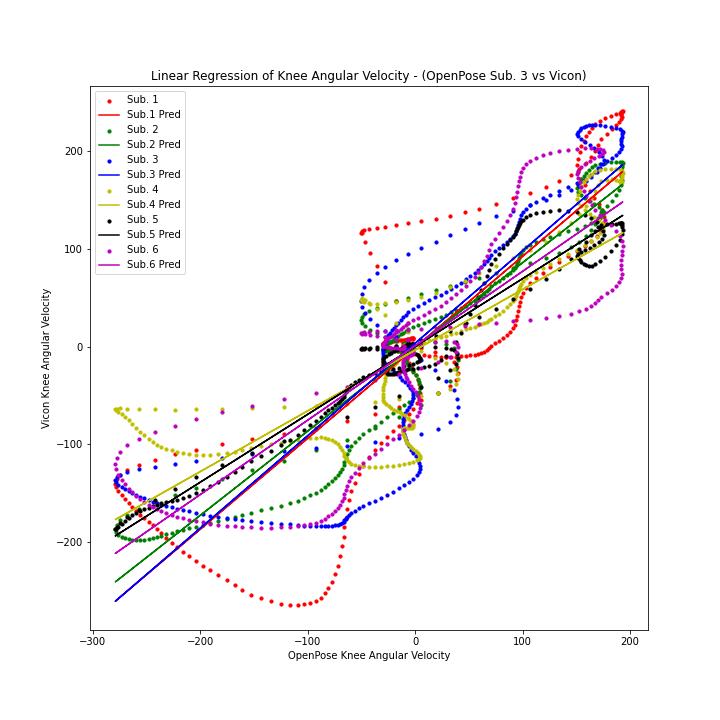 Linear Regression of Knee Angular Velocity - (OpenPose Sub. 3 vs Vicon)
Sub. 1
Sub.1 Pred
Sub. 2
Sub.2 Pred
Sub. 3
Sub.3 Pred
Sub. 4
Sub.4 Pred
Sub. 5
Sub.5 Pred
Sub. 6
Sub.6 Pred
Vicon Knee Angular Velocity
200
100
0
−100
−200
−300
−200
−100
0
100
200
OpenPose Knee Angular Velocity